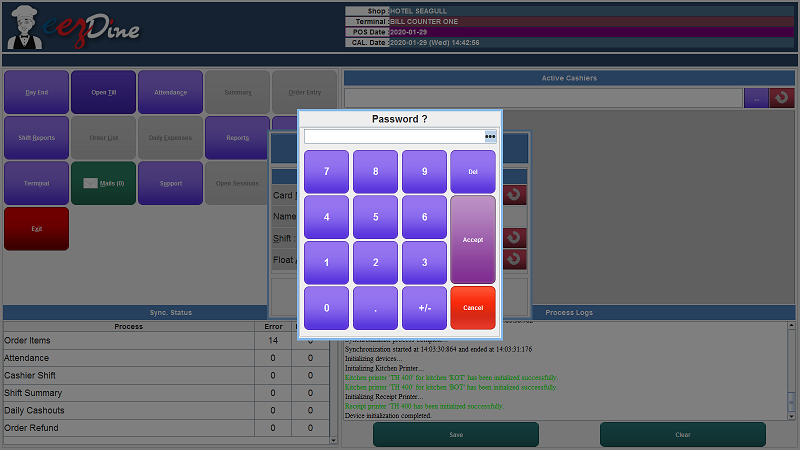 eezDine
Shop : HOTEL SEAGULL
Terminal : BILL COUNTER ONE
POS Date : 2020-01-29
CAL. Date : 2020-01-29 (Wed) 14:42:56
Day End
Open Till
Attendance
Summary
Order Entry
Active Cashiers
...
Shift Reports
Order List
Daily Expenses
Reports
Terminal
Mails (0)
Support
Open Sessions
Exit
Password ?
•••
7 8 9 Del
4 5 6 Accept
1 2 3
0 . +/- Cancel
Card
Name
Shift :
Float
Sync. Status
Process Error
Order Items 14 0
Attendance 0 0
Cashier Shift 0 0
Shift Summary 0 0
Daily Cashouts 0 0
Order Refund 0 0
Process Logs
Synchronization started at 14:03:30:864 and ended at 14:03:31:176
Initializing devices...
Initializing Kitchen Printer...
Kitchen printer 'TH 400' for kitchen 'KOT' has been initialized successfully.
Kitchen printer 'TH 400' for kitchen 'BOT' has been initialized successfully.
Initializing Receipt Printer...
Receipt printer 'TH 400 has been initialized successfully.
Device initialization completed.
Save
Clear